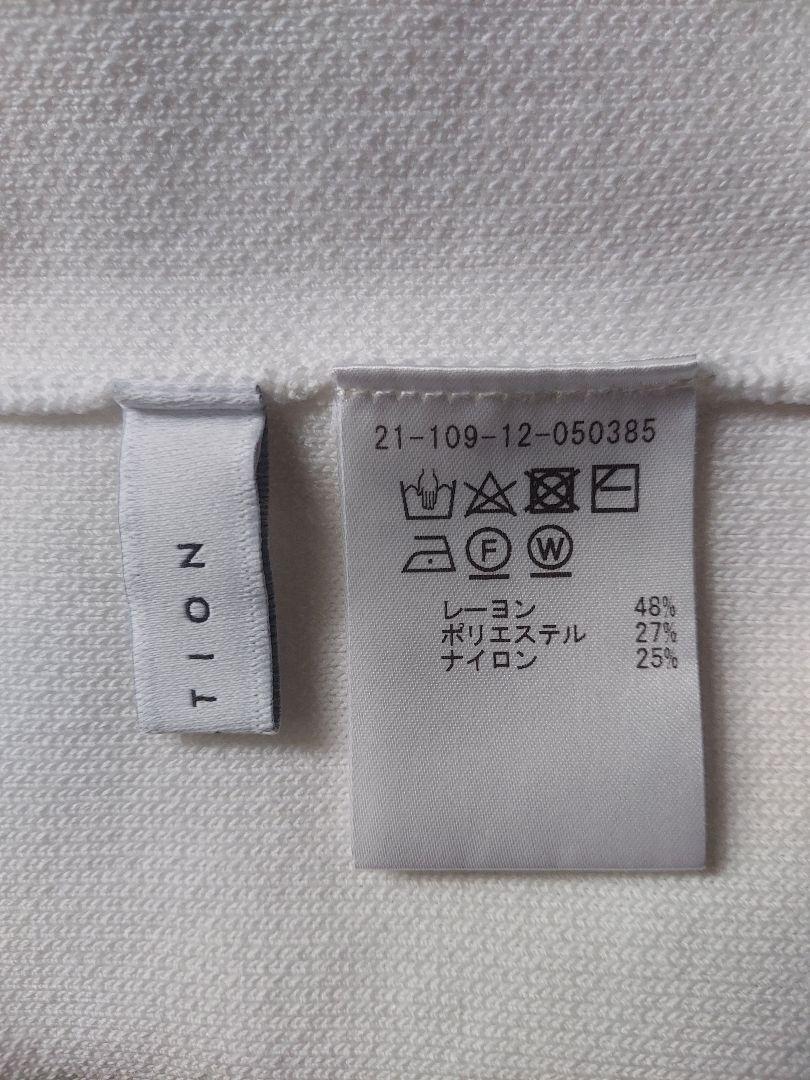 TION
21-109-12-050385
F W
レーヨン 48%
ポリエステル 27%
ナイロン 25%